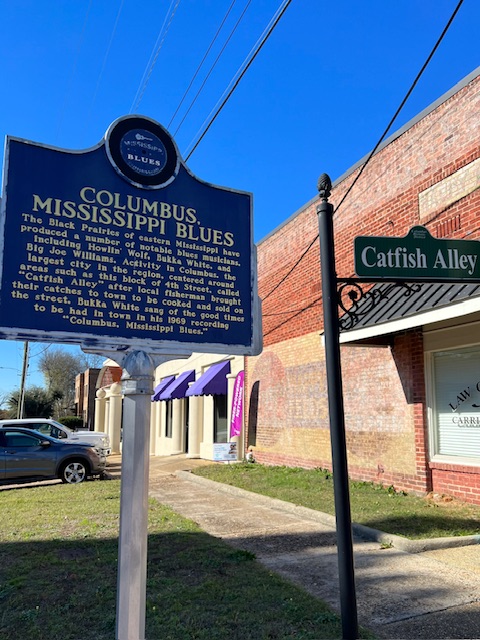 MISSISSIPPI
BLUES
COLUMBUS,
MISSISSIPPI BLUES
The Black Prairies of eastern Mississippi have
produced a number of notable blues musicians,
including Howlin' Wolf, Bukka White, and
Big Joe Williams. Activity in Columbus, the
largest city in the region, centered around
areas such as this block of 4th Street, called
"Catfish Alley" after local fisherman brought
their catches to town to be cooked and sold on
the street. Bukka White sang of the good times
to be had in town in his 1969 recording
"Columbus, Mississippi Blues."
Catfish Alley
LAW